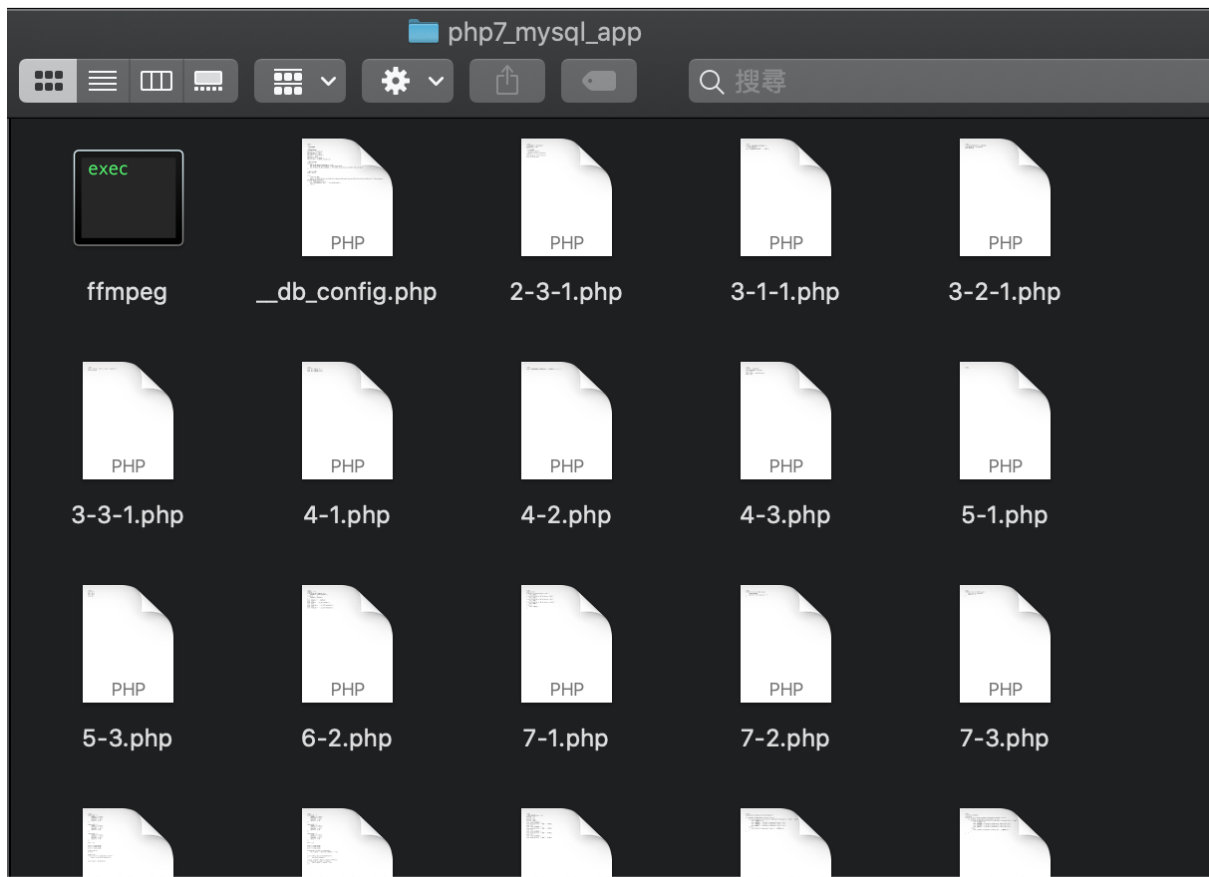 php7_mysql_app
搜尋
exec
PHP
PHP
PHP
PHP
ffmpeg
__db_config.php
2-3-1.php
3-1-1.php
3-2-1.php
PHP
PHP
PHP
PHP
PHP
3-3-1.php
4-1.php
4-2.php
4-3.php
5-1.php
PHP
PHP
PHP
PHP
PHP
5-3.php
6-2.php
7-1.php
7-2.php
7-3.php